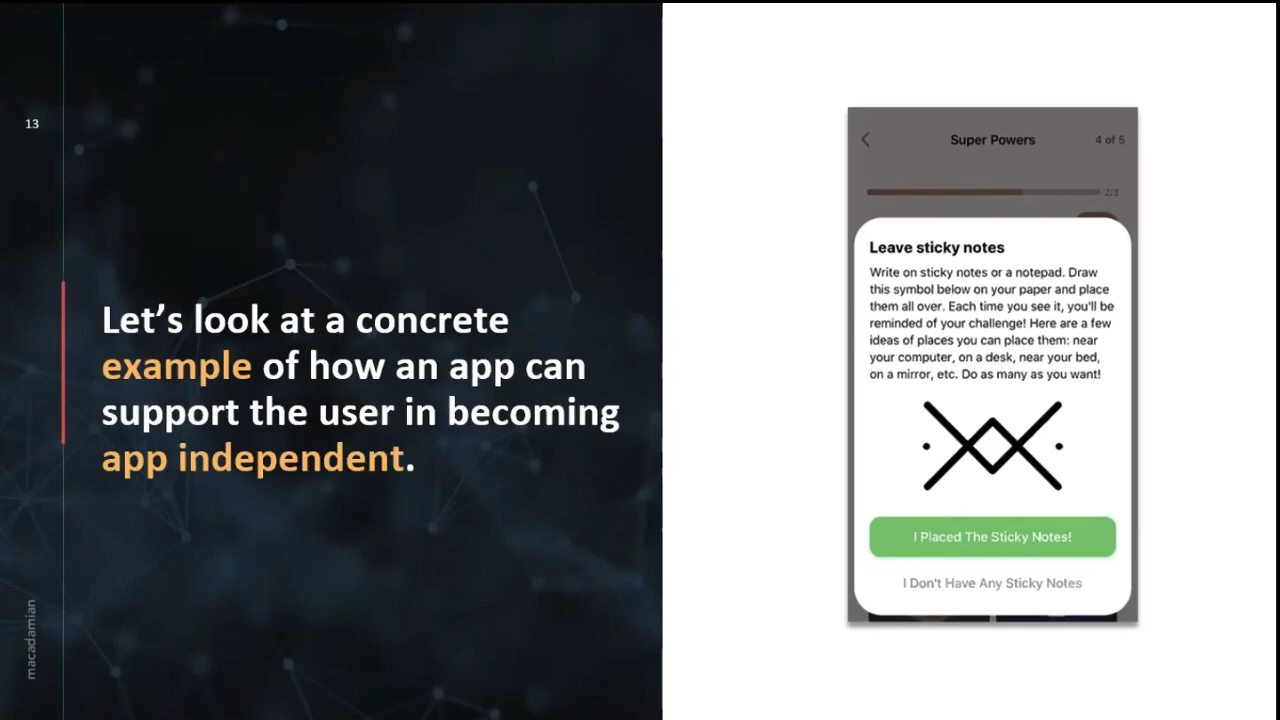 13
Let’s look at a concrete
example of how an app can
support the user in becoming
app independent.
macadamian
Super Powers
4 of 5
2/3
Leave sticky notes
Write on sticky notes or a notepad. Draw
this symbol below on your paper and place
them all over. Each time you see it, you'll be
reminded of your challenge! Here are a few
ideas of places you can place them: near
your computer, on a desk, near your bed,
on a mirror, etc. Do as many as you want!
I Placed The Sticky Notes!
I Don't Have Any Sticky Notes